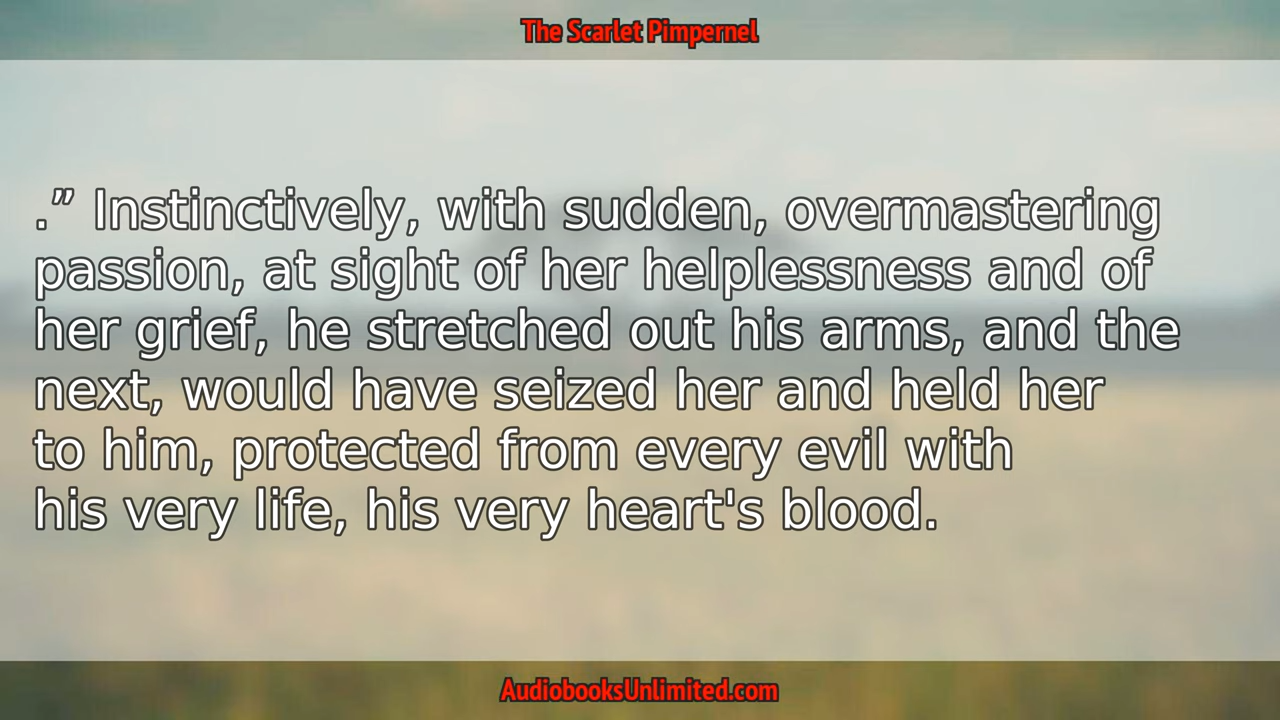 The Scarlet Pimpernel
.” Instinctively, with sudden, overmastering
passion, at sight of her helplessness and of
her grief, he stretched out his arms, and the
next, would have seized her and held her
to him, protected from every evil with
his very life, his very heart's blood.
AudiobooksUnlimited.com